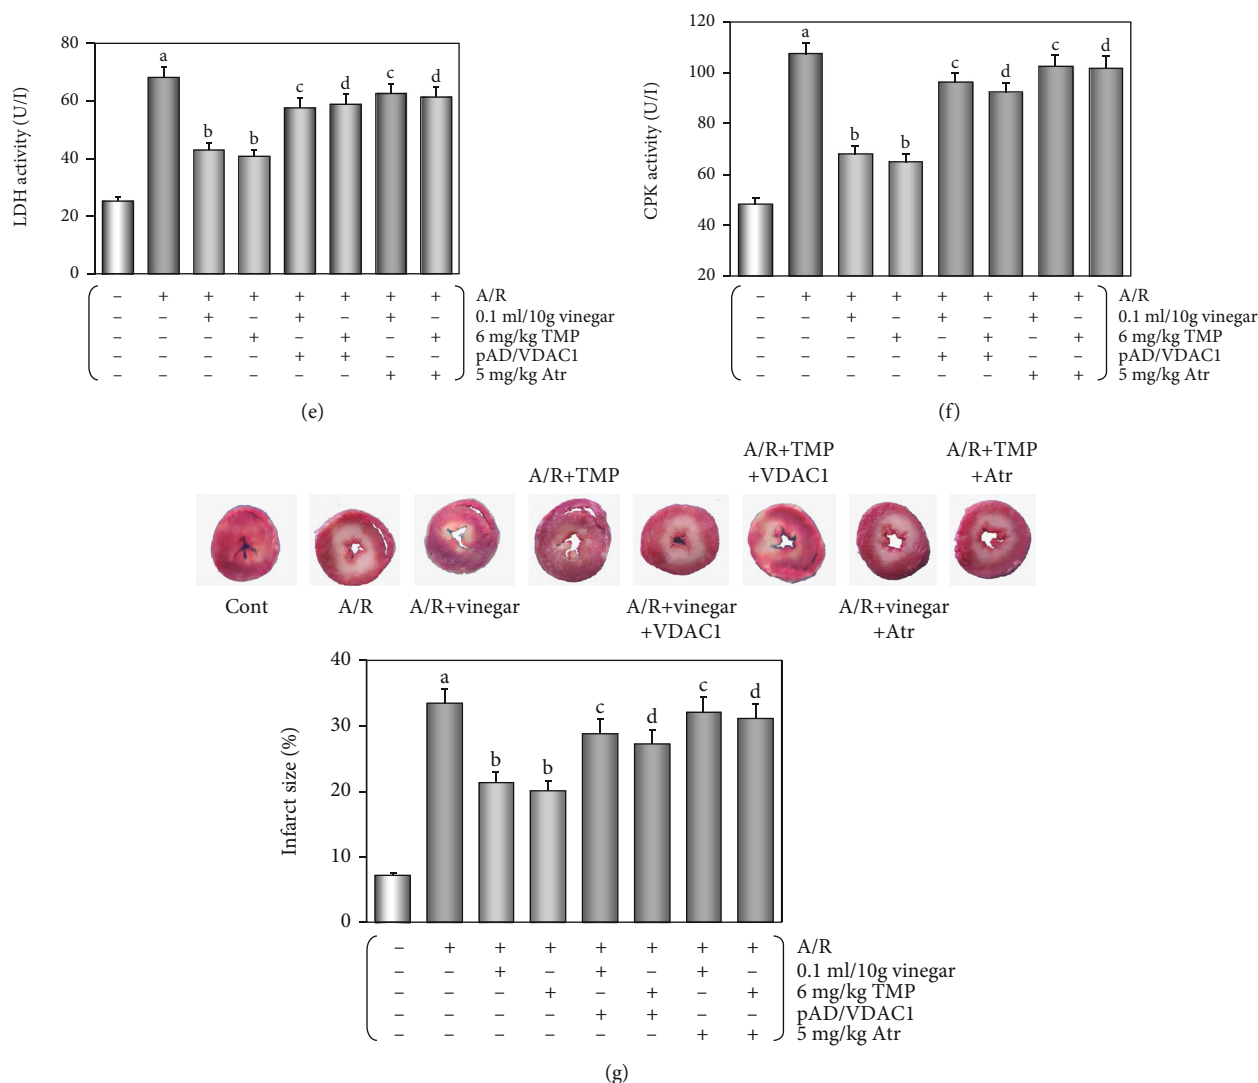 80
60
40
20
0
LDH activity (U/I)
a
b
b
c
d
c
d
− + + + + + + + A/R
− − + − + − + − 0.1 ml/10g vinegar
− − − + − + − + 6 mg/kg TMP
− − − − + + − − pAD/VDAC1
− − − − − − + + 5 mg/kg Atr
(e)
120
100
80
60
40
20
CPK activity (U/I)
a
b
b
c
d
c
d
− + + + + + + + A/R
− − + − + − + − 0.1 ml/10g vinegar
− − − + − + − + 6 mg/kg TMP
− − − − + + − − pAD/VDAC1
− − − − − − + + 5 mg/kg Atr
(f)
A/R+TMP
A/R+TMP
+VDAC1
A/R+TMP
+Atr
Cont
A/R
A/R+vinegar
A/R+vinegar
+VDAC1
A/R+vinegar
+Atr
40
30
20
10
0
Infarct size (%)
a
b
b
c
d
c
d
− + + + + + + + A/R
− − + − + − + − 0.1 ml/10g vinegar
− − − + − + − + 6 mg/kg TMP
− − − − + + − − pAD/VDAC1
− − − − − − + + 5 mg/kg Atr
(g)